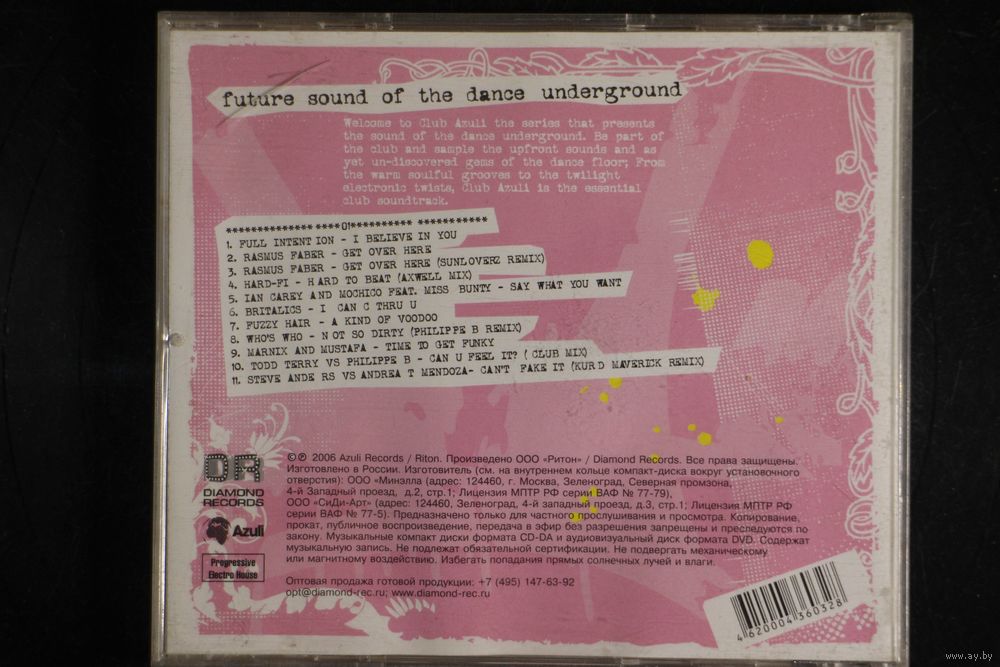 future sound of the dance underground
Welcome to Club Azuli the series that presents
the sound of the dance underground. Be part of
the club and sample the upfront sounds and as
yet un-discovered gems of the dance floor; From
the warm soulful grooves to the twilight
electronic twists, Club Azuli is the essential
club soundtrack.
************** ****01********** ***********
1. FULL INTENT ION - I BELIEVE IN YOU
2. RASMUS FABER - GET OVER HERE
3. RASMUS FABER - GET OVER HERE (SUNLOVERZ REMIX)
4. HARD-FI - HARD TO BEAT (AXWELL MIX)
5. IAN CAREY AND MOCHICO FEAT. MISS BUNTY - SAY WHAT YOU WANT
6. BRITALICS - I CAN C THRU U
7. FUZZY HAIR - A KIND OF VOODOO
8. WHO'S WHO - NOT SO DIRTY (PHILIPPE B REMIX)
9. MARNIX AND MUSTAFA - TIME TO GET FUNKY
10. TODD TERRY VS PHILIPPE B - CAN U FEEL IT? ( CLUB MIX)
11. STEVE ANDE RS VS ANDREA T MENDOZA- CAN'T FAKE IT (KURD MAVERICK REMIX)
DR
DIAMOND
RECORDS
Azuli
Progressive
Electro House
©℗ 2006 Azuli Records / Riton. Произведено ООО «Ритон» / Diamond Records. Все права защищены.
Изготовлено в России. Изготовитель (см. на внутреннем кольце компакт-диска вокруг установочного
отверстия): ООО «Минэлла (адрес: 124460, г. Москва, Зеленоград, Северная промзона,
4-й Западный проезд, д.2, стр.1; Лицензия МПТР РФ серии ВАФ № 77-79),
ООО «СиДи-Арт» (адрес: 124460, Зеленоград, 4-й западный проезд, д.3, стр.1; Лицензия МПТР РФ
серии ВАФ № 77-5). Предназначено только для частного прослушивания и просмотра. Копирование,
прокат, публичное воспроизведение, передача в эфир без разрешения запрещены и преследуются по
закону. Музыкальные компакт диски формата CD-DA и аудиовизуальный диск формата DVD. Содержат
музыкальную запись. Не подлежат обязательной сертификации. Не подвергать механическому
или магнитному воздействию. Избегать попадания прямых солнечных лучей и влаги.
Оптовая продажа готовой продукции: +7 (495) 147-63-92
opt@diamond-rec.ru; www.diamond-rec.ru
4620004360328
www.ay.by